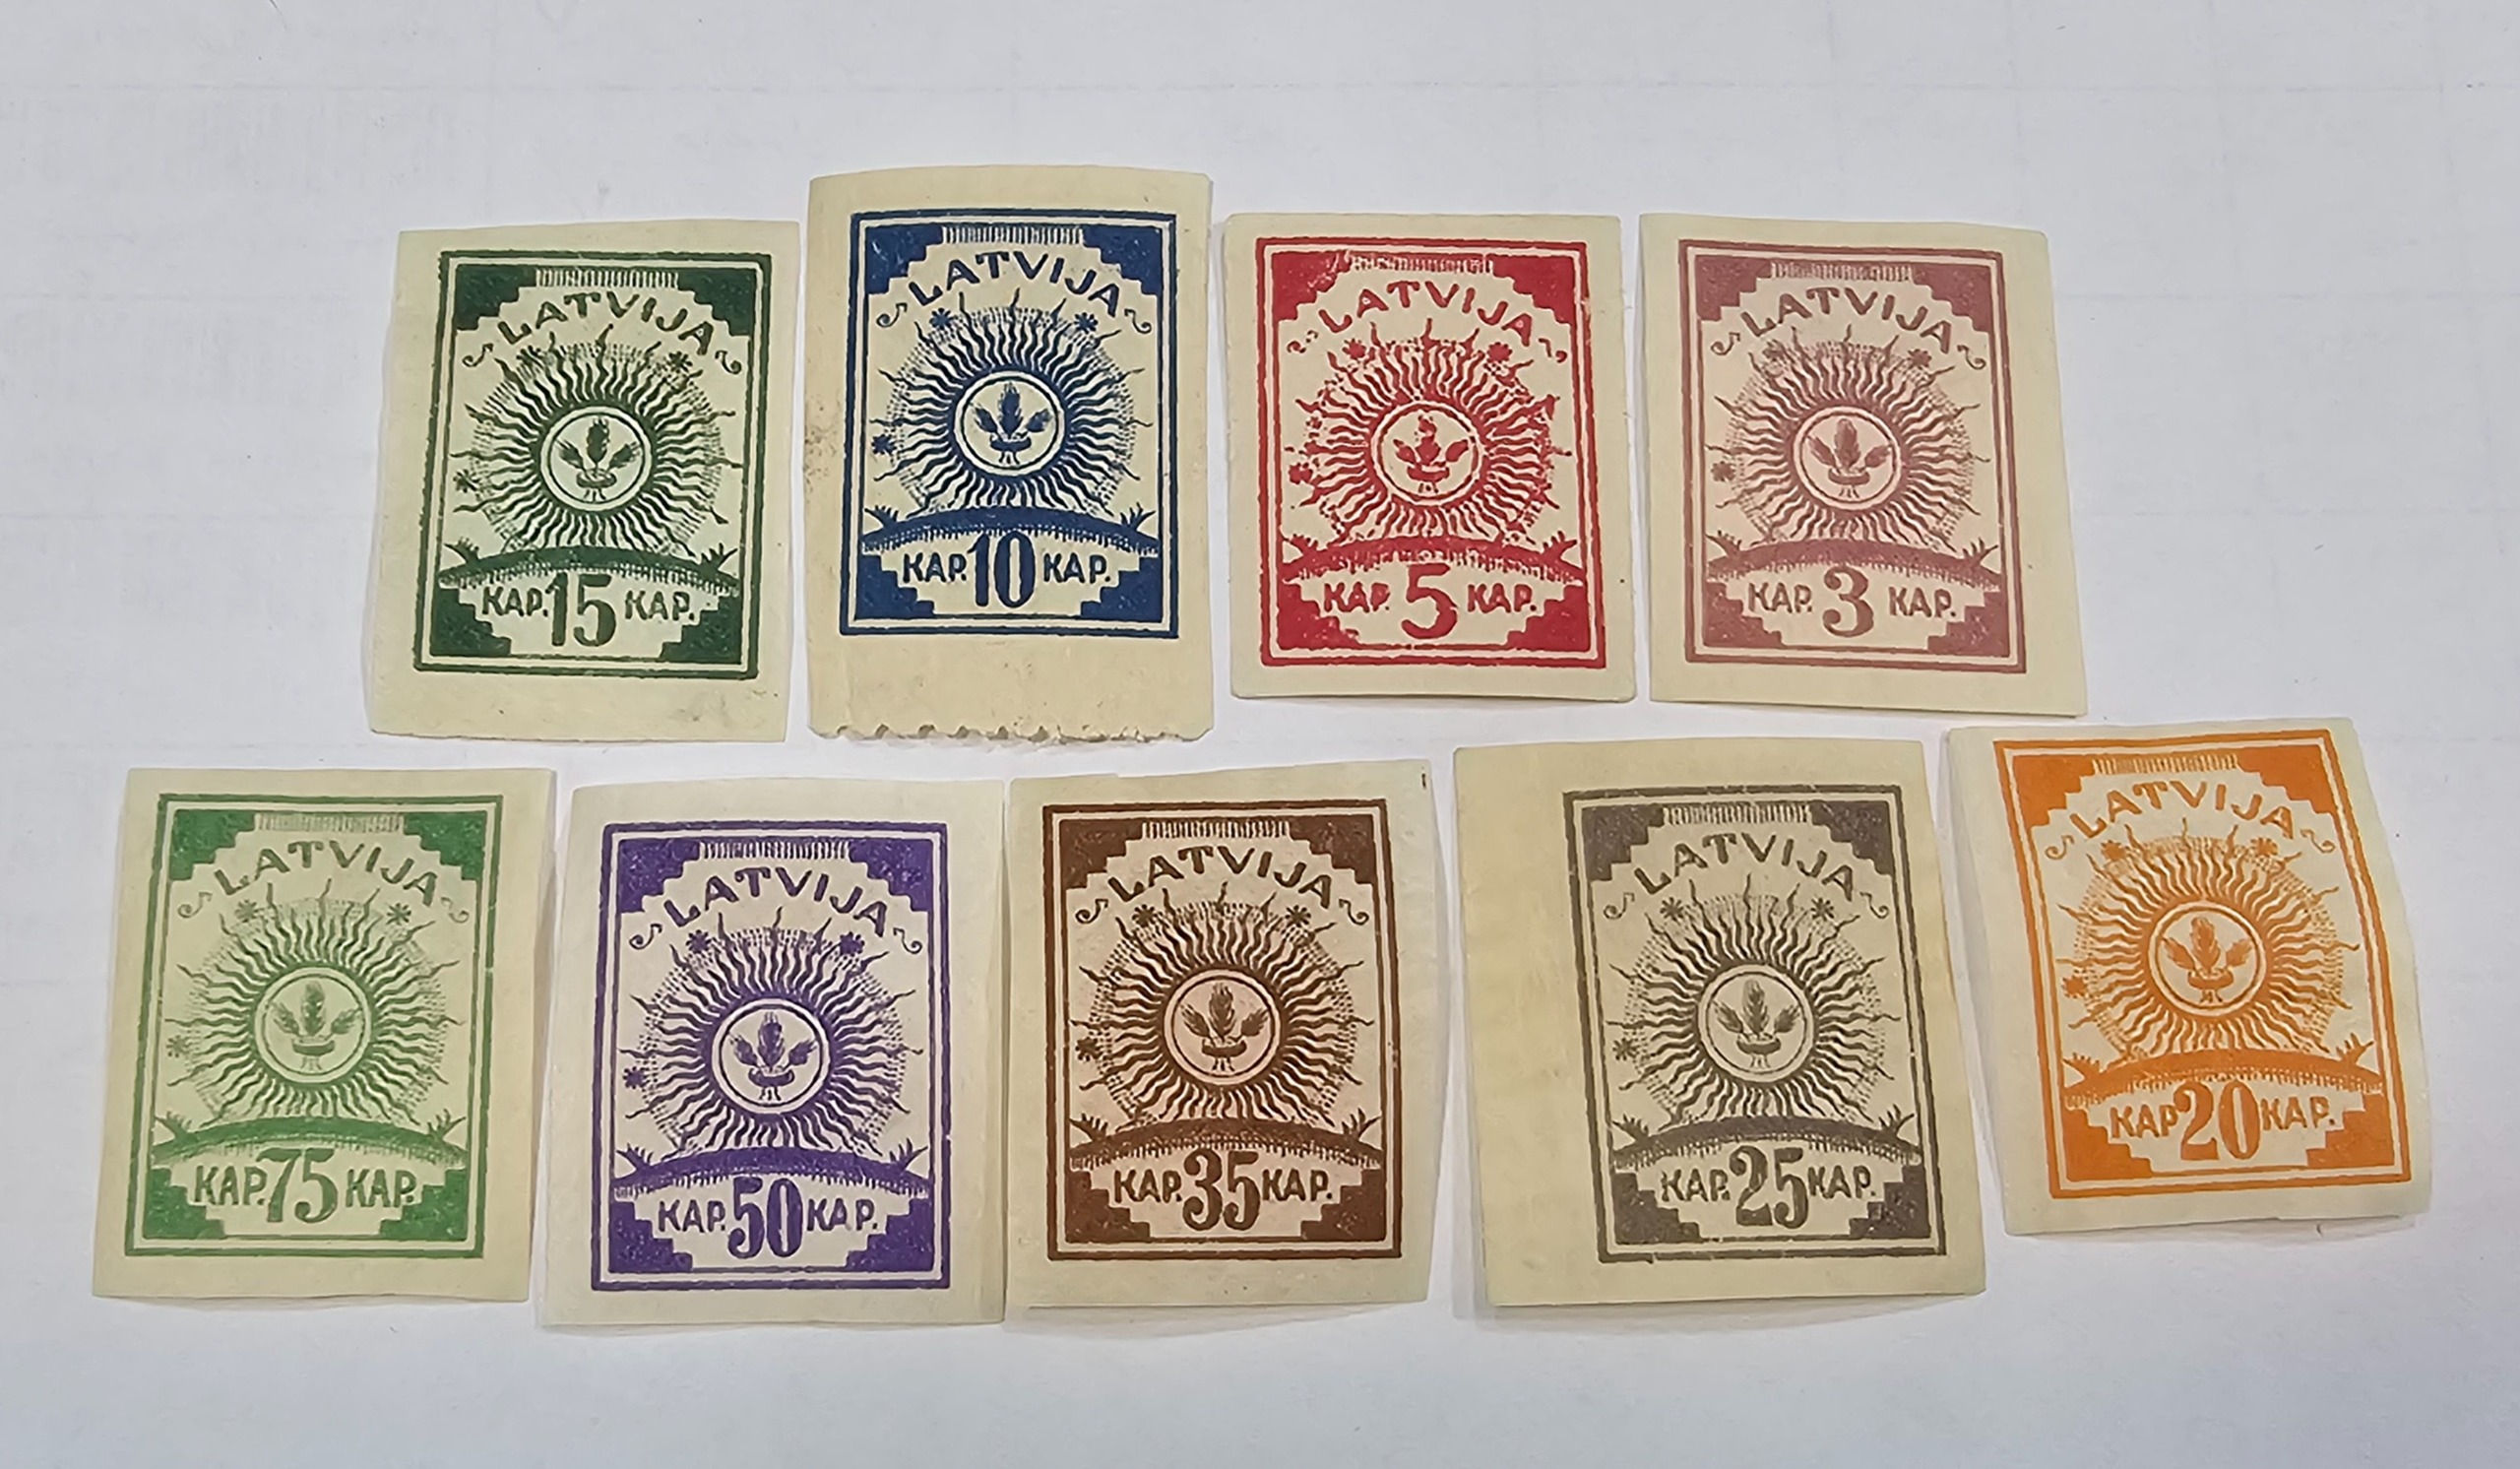 LATVIJA
KAP. 15 KAP.
LATVIJA
KAP. 10 KAP.
LATVIJA
KAP. 5 KAP.
LATVIJA
KAP. 3 KAP.
LATVIJA
KAP. 75 KAP.
LATVIJA
KAP. 50 KAP.
LATVIJA
KAP. 35 KAP.
LATVIJA
KAP. 25 KAP.
LATVIJA
KAP 20 KAP.